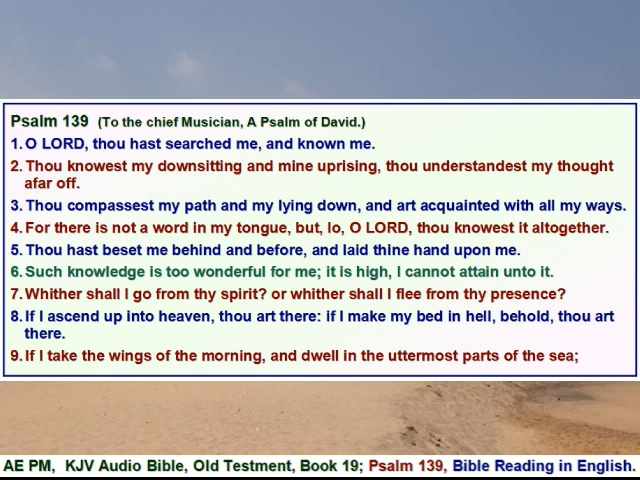 Psalm 139 (To the chief Musician, A Psalm of David.)
1. O LORD, thou hast searched me, and known me.
2. Thou knowest my downsitting and mine uprising, thou understandest my thought
afar off.
3. Thou compassest my path and my lying down, and art acquainted with all my ways.
4. For there is not a word in my tongue, but, lo, O LORD, thou knowest it altogether.
5. Thou hast beset me behind and before, and laid thine hand upon me.
6. Such knowledge is too wonderful for me; it is high, I cannot attain unto it.
7. Whither shall I go from thy spirit? or whither shall I flee from thy presence?
8. If I ascend up into heaven, thou art there: if I make my bed in hell, behold, thou art
there.
9. If I take the wings of the morning, and dwell in the uttermost parts of the sea;
AE PM, KJV Audio Bible, Old Testment, Book 19; Psalm 139, Bible Reading in English.